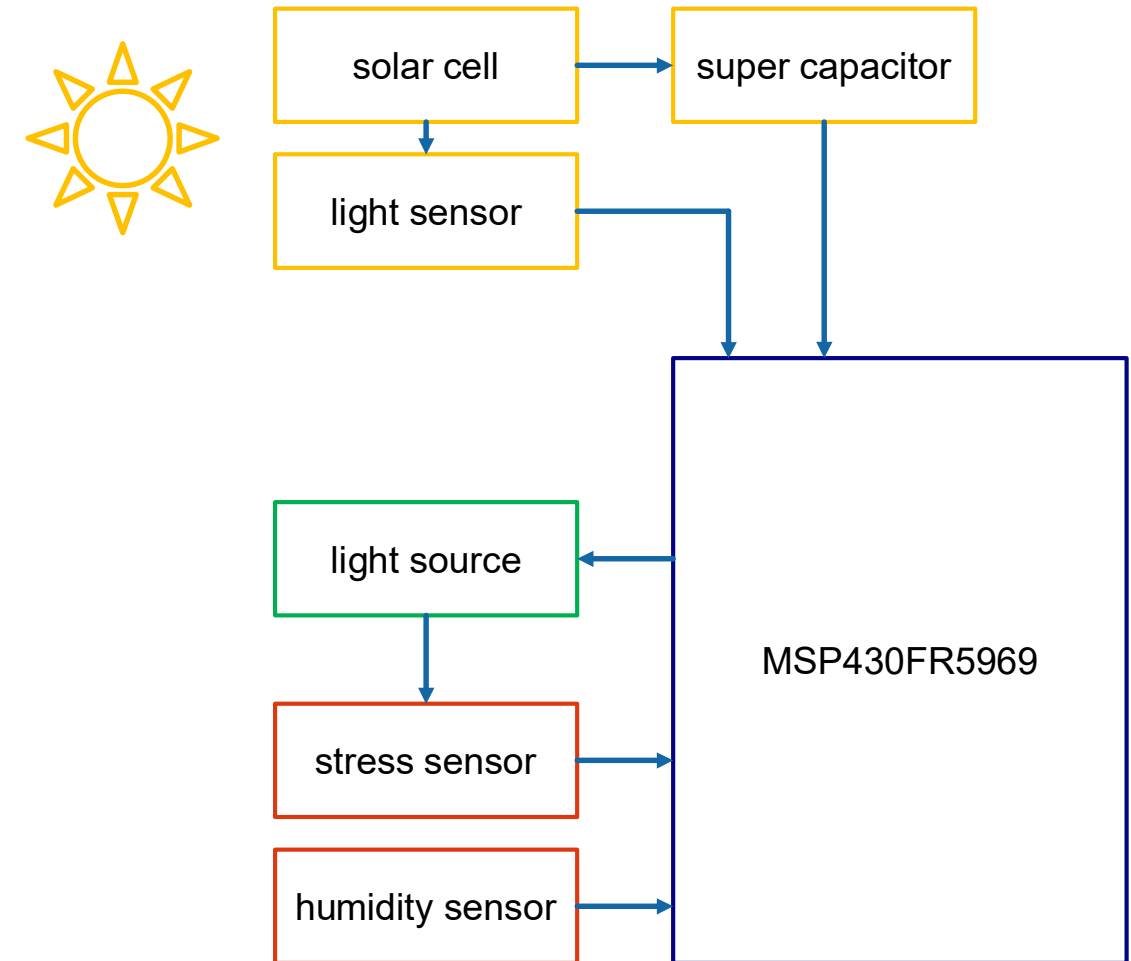 solar cell
super capacitor
light sensor
light source
MSP430FR5969
stress sensor
humidity sensor